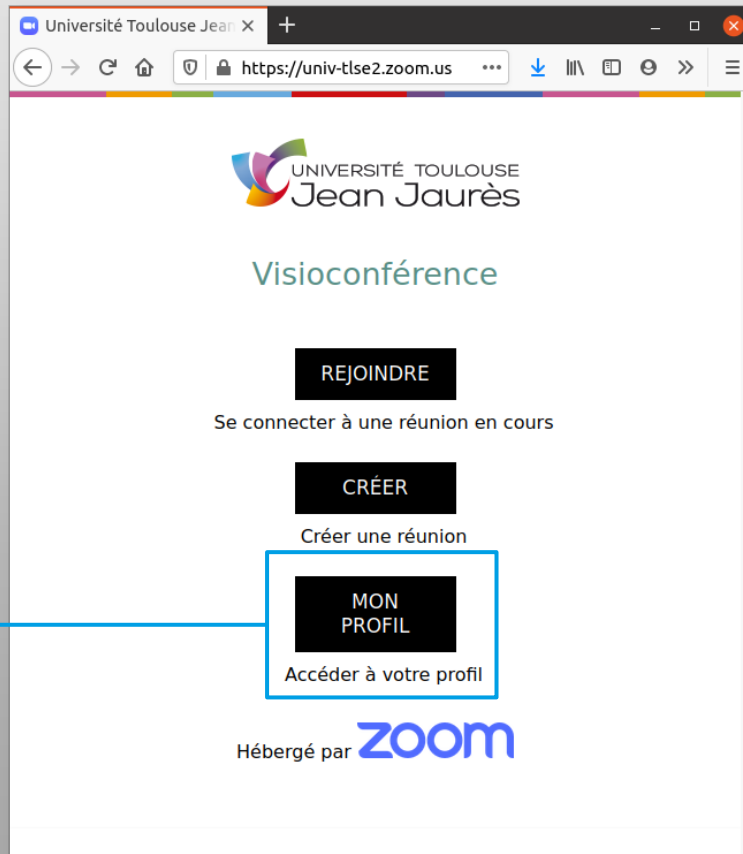 Université Toulouse Jean
https://univ-tlse2.zoom.us
UNIVERSITÉ TOULOUSE
Jean Jaurès
Visioconférence
REJOINDRE
Se connecter à une réunion en cours
CRÉER
Créer une réunion
MON
PROFIL
Accéder à votre profil
Hébergé par zoom